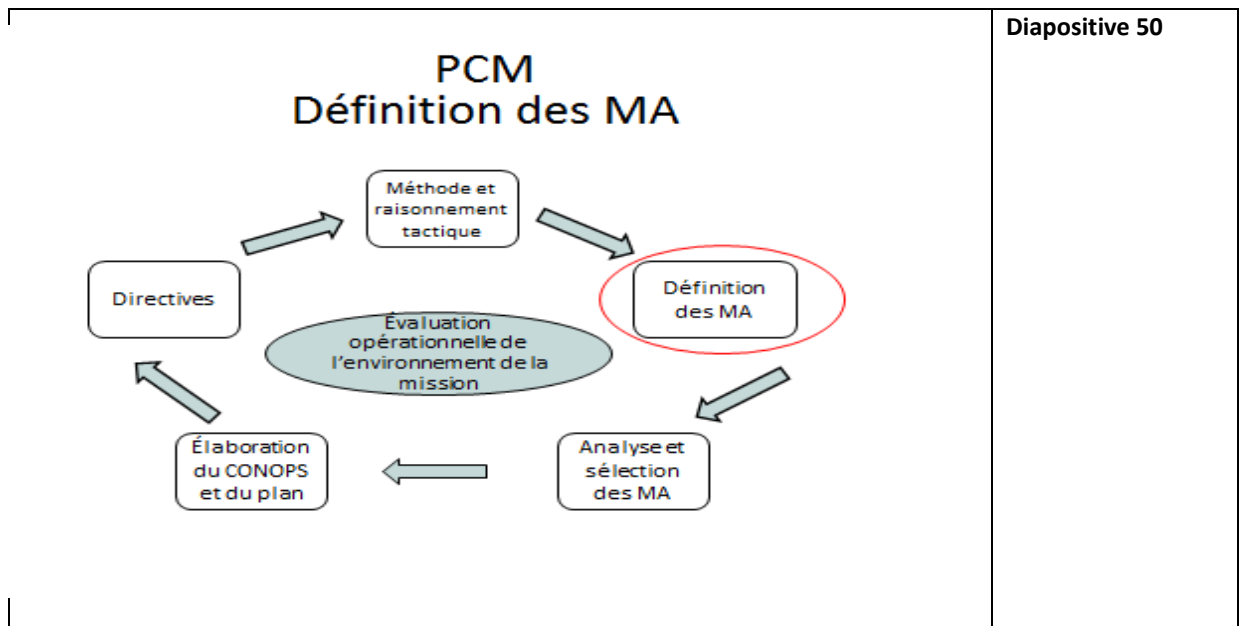 Diapositive 50
PCM
Définition des MA
Méthode et
raisonnement
tactique
Définition
des MA
Directives
Évaluation
opérationnelle de
l'environnement de la
mission
Élaboration
du CONOPS
et du plan
Analyse et
sélection
des MA